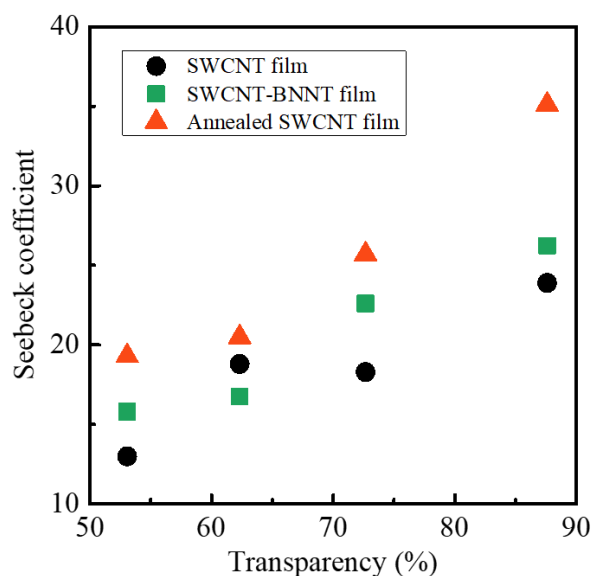 40
30
20
10
Seebeck coefficient
SWCNT film
SWCNT-BNNT film
Annealed SWCNT film
50 60 70 80 90
Transparency (%)